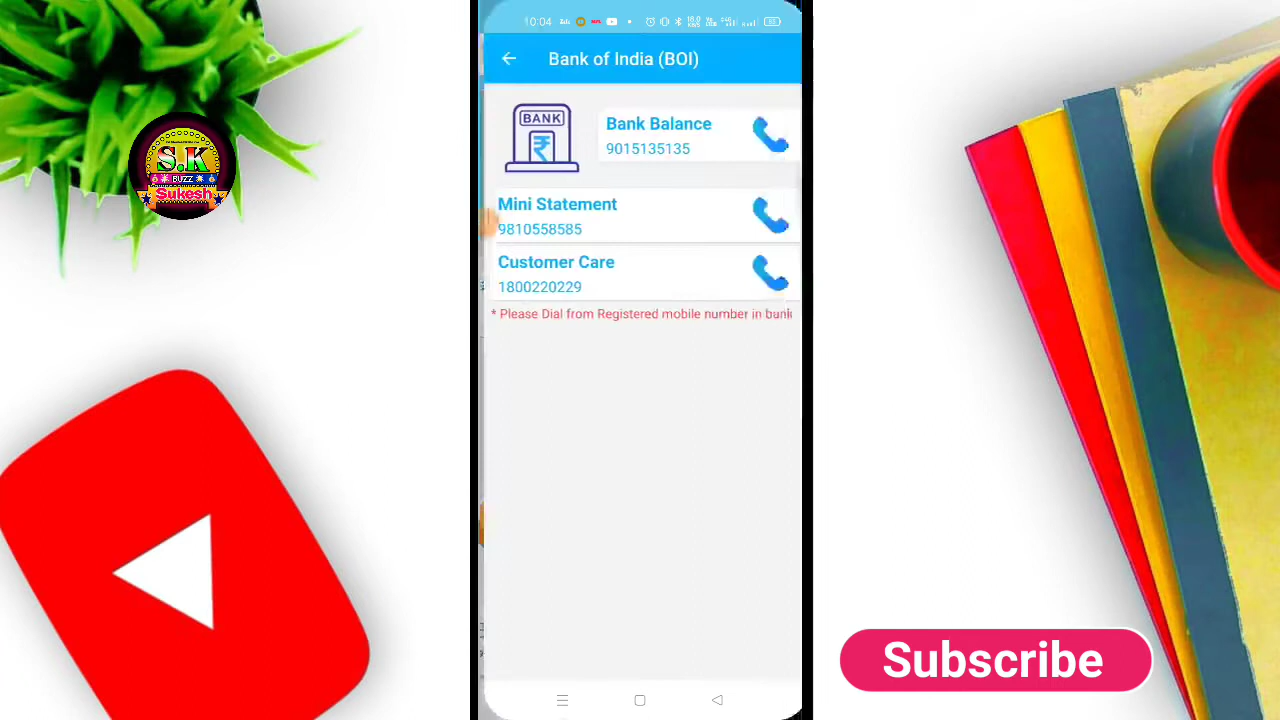 10:04
Bank of India (BOI)
BANK
Bank Balance
9015135135
Mini Statement
9810558585
Customer Care
1800220229
* Please Dial from Registered mobile number in bank
S.K
BUZZ
Sukesh
Subscribe